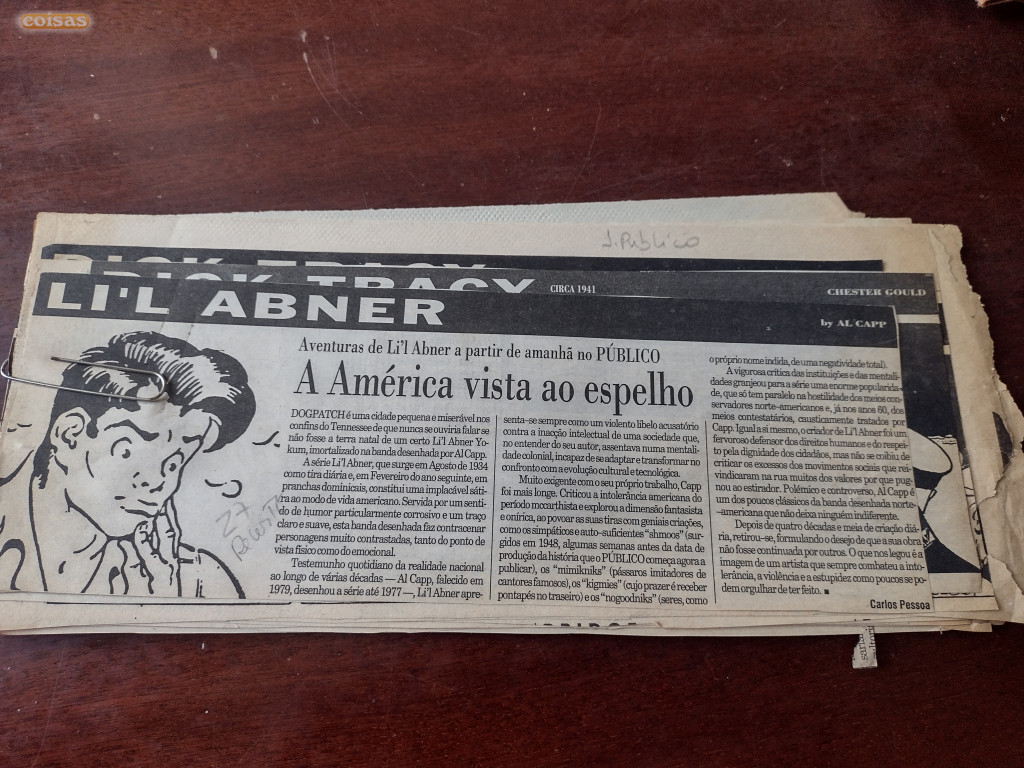 coisas
J. Público
DICK TRACY
DICK TRACY
CIRCA 1941
CHESTER GOULD
LI'L ABNER
by AL CAPP
Aventuras de Li'l Abner a partir de amanhã no PÚBLICO
A América vista ao espelho
DOGPATCH é uma cidade pequena e miserável nos
confins do Tennessee de que nunca se ouviria falar se
não fosse a terra natal de um certo Li'l Abner Yo-
kum, imortalizado na banda desenhada por Al Capp.
A série Li'l Abner, que surge em Agosto de 1934
como tira diária e, em Fevereiro do ano seguinte, em
pranchas dominicais, constitui uma implacável sáti-
ra ao modo de vida americano. Servida por um senti-
do de humor particularmente corrosivo e um traço
claro e suave, esta banda desenhada faz contracenar
personagens muito contrastadas, tanto do ponto de
vista físico como do emocional.
Testemunho quotidiano da realidade nacional
ao longo de várias décadas — Al Capp, falecido em
1979, desenhou a série até 1977 —, Li'l Abner apre-
senta-se sempre como um violento libelo acusatório
contra a inacção intelectual de uma sociedade que,
no entender do seu autor, assentava numa mentali-
dade colonial, incapaz de se adaptar e transformar no
confronto com a evolução cultural e tecnológica.
Muito exigente com o seu próprio trabalho, Capp
foi mais longe. Criticou a intolerância americana do
período mccarthista e explorou a dimensão fantasista
e onírica, ao povoar as suas tiras com geniais criações,
como os simpáticos e auto-suficientes "shmoos" (sur-
gidos em 1948, algumas semanas antes da data de
produção da história que o PÚBLICO começa agora a
publicar), os "mimikniks" (pássaros imitadores de
cantores famosos), os "kigmies" (cujo prazer é receber
pontapés no traseiro) e os "nogoodniks" (seres, como
o próprio nome indida, de uma negatividade total).
A vigorosa crítica das instituições e das mentali-
dades granjeou para a série uma enorme popularida-
de, que só tem paralelo na hostilidade dos meios con-
servadores norte-americanos e, já nos anos 60, dos
meios contestatários, causticamente tratados por
Capp. Igual a si mesmo, o criador de Li'l Abner foi um
fervoroso defensor dos direitos humanos e do respei-
to pela dignidade dos cidadãos, mas não se coibiu de
criticar os excessos dos movimentos sociais que rei-
vindicaram na rua muitos dos valores por que pug-
nou ao estirador. Polémico e controverso, Al Capp é
um dos poucos clássicos da banda desenhada norte-
-americana que não deixa ninguém indiferente.
Depois de quatro décadas e meia de criação diá-
ria, retirou-se, formulando o desejo de que a sua obra
não fosse continuada por outros. O que nos legou é a
imagem de um artista que sempre combateu a into-
lerância, a violência e a estupidez como poucos se po-
dem orgulhar de ter feito.
Carlos Pessoa
27